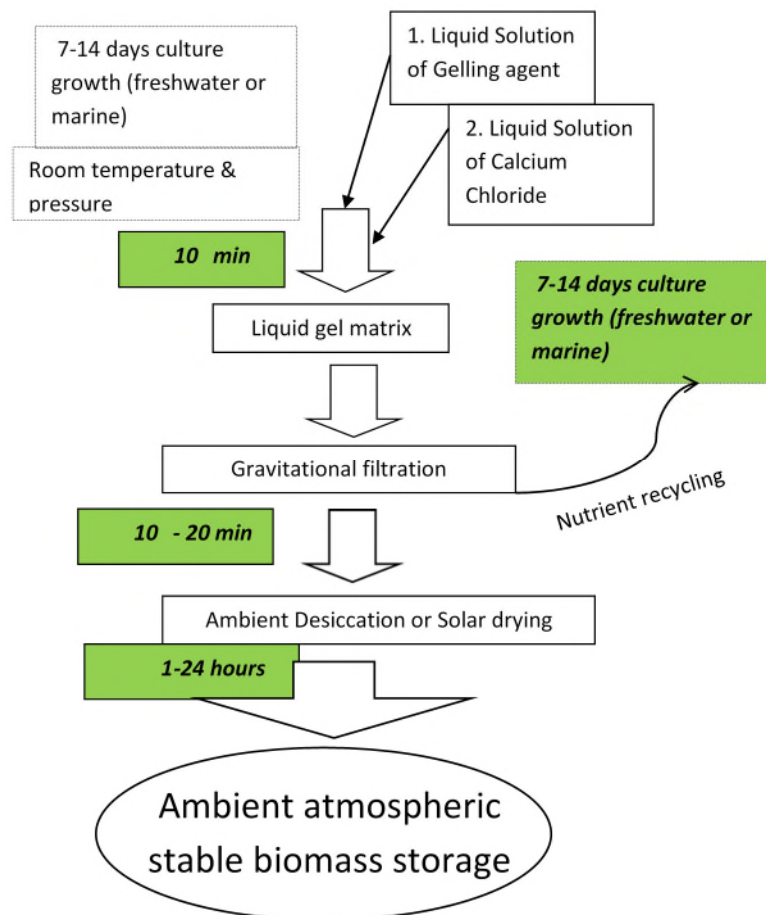 7-14 days culture
growth (freshwater or
marine)
Room temperature &
pressure
1. Liquid Solution
of Gelling agent
2. Liquid Solution
of Calcium
Chloride
10 min
Liquid gel matrix
7-14 days culture
growth (freshwater or
marine)
Gravitational filtration
Nutrient recycling
10 - 20 min
Ambient Desiccation or Solar drying
1-24 hours
Ambient atmospheric
stable biomass storage